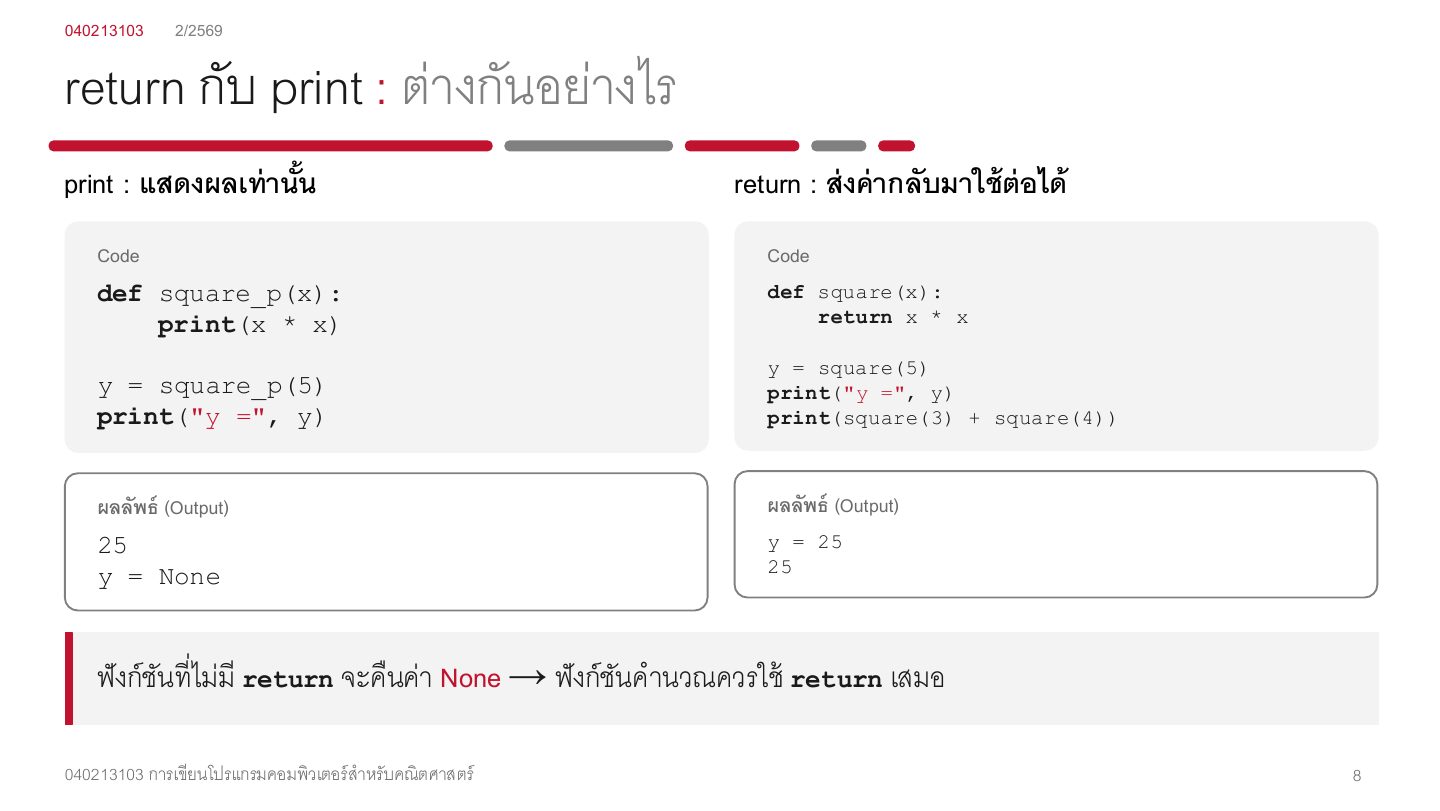 040213103 2/2569
return กับ print : ต่างกันอย่างไร
print : แสดงผลเท่านั้น
Code
def square_p(x):
    print(x * x)
y = square_p(5)
print("y =", y)
ผลลัพธ์ (Output)
25
y = None
return : ส่งค่ากลับมาใช้ต่อได้
Code
def square(x):
    return x * x
y = square(5)
print("y =", y)
print(square(3) + square(4))
ผลลัพธ์ (Output)
y = 25
25
ฟังก์ชันที่ไม่มี return จะคืนค่า None → ฟังก์ชันคำนวณควรใช้ return เสมอ
040213103 การเขียนโปรแกรมคอมพิวเตอร์สำหรับคณิตศาสตร์ 8